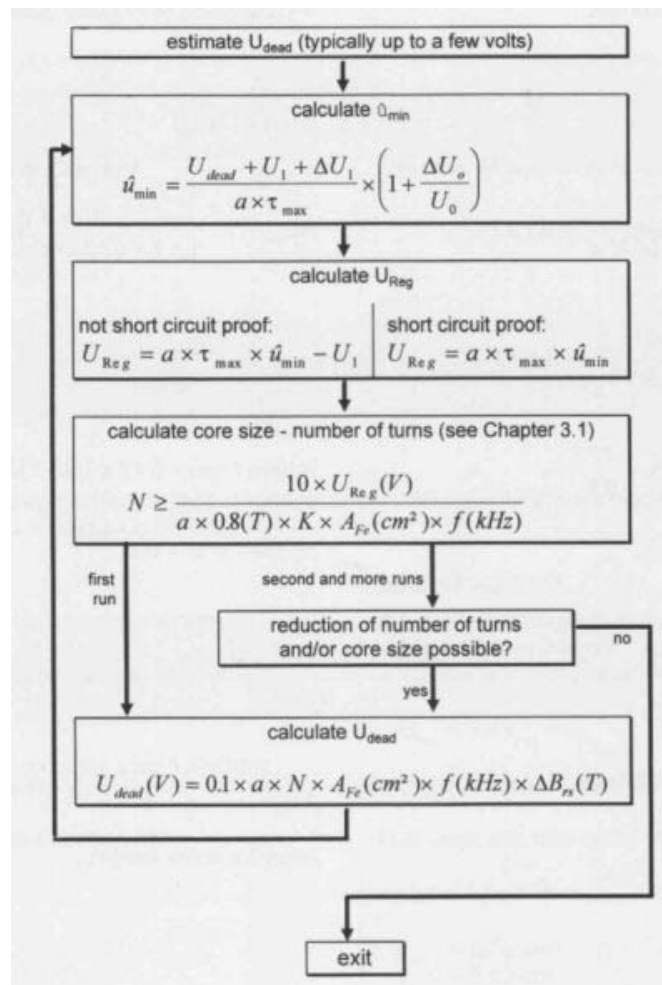 estimate U_dead (typically up to a few volts)
calculate û_min
û_min = (U_dead + U_1 + ΔU_1) / (a × τ_max) × (1 + ΔU_o / U_0)
calculate U_Reg
not short circuit proof:
U_Reg = a × τ_max × û_min − U_1
short circuit proof:
U_Reg = a × τ_max × û_min
calculate core size - number of turns (see Chapter 3.1)
N ≥ (10 × U_Reg(V)) / (a × 0.8(T) × K × A_Fe(cm²) × f(kHz))
first
run
second and more runs
reduction of number of turns
and/or core size possible?
no
yes
calculate U_dead
U_dead(V) = 0.1 × a × N × A_Fe(cm²) × f(kHz) × ΔB_rs(T)
exit